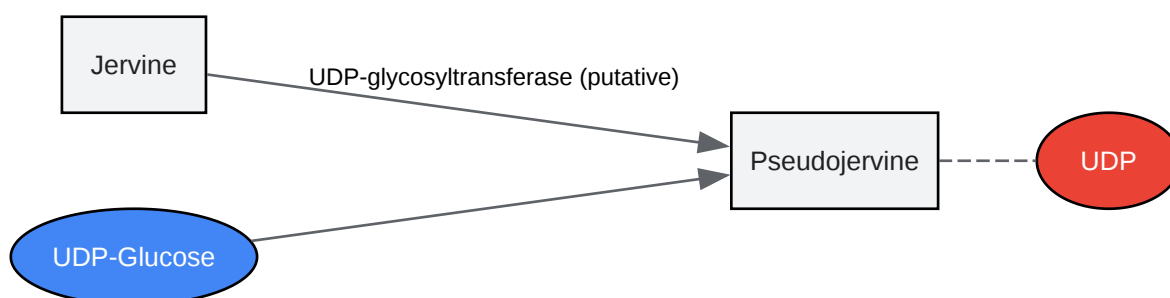 Jervine
UDP-glycosyltransferase (putative)
Pseudojervine
UDP
UDP-Glucose